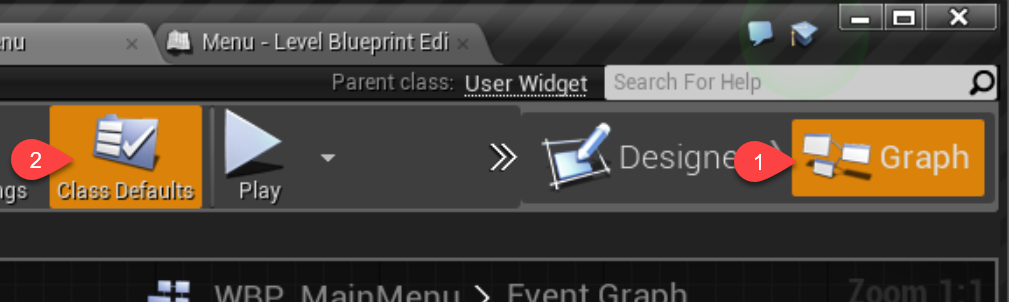 nu
Menu - Level Blueprint Edi
Parent class: User Widget
Search For Help
2
ngs
Class Defaults
Play
Designe
1
Graph
WBP_MainMenu > Event Graph
Zoom 1:1